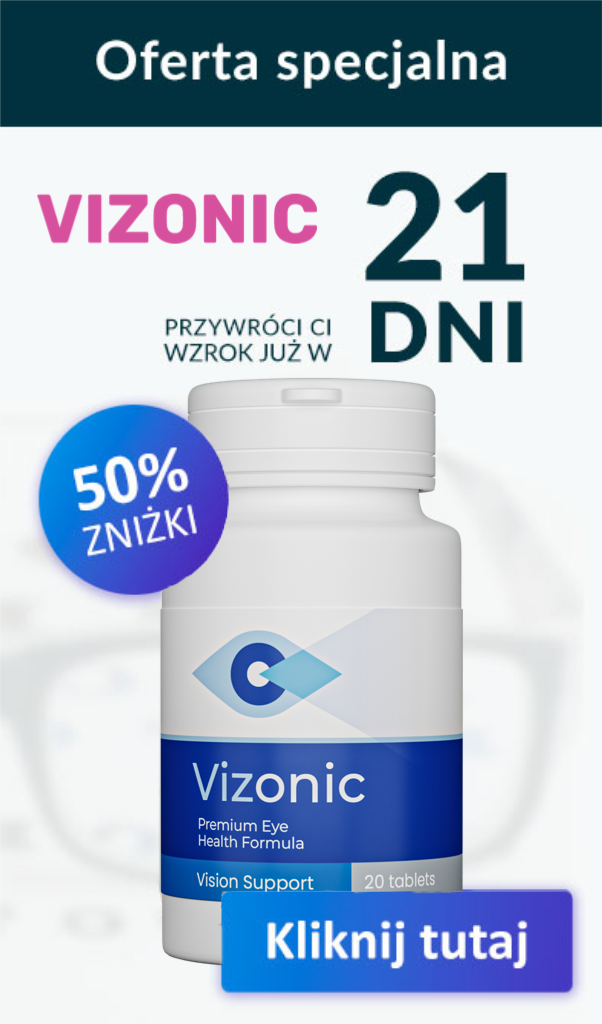 Oferta specjalna
VIZONIC
21
PRZYWRÓCI CI
WZROK JUŻ W
DNI
50%
ZNIŻKI
Vizonic
Premium Eye
Health Formula
Vision Support
20 tablets
Kliknij tutaj